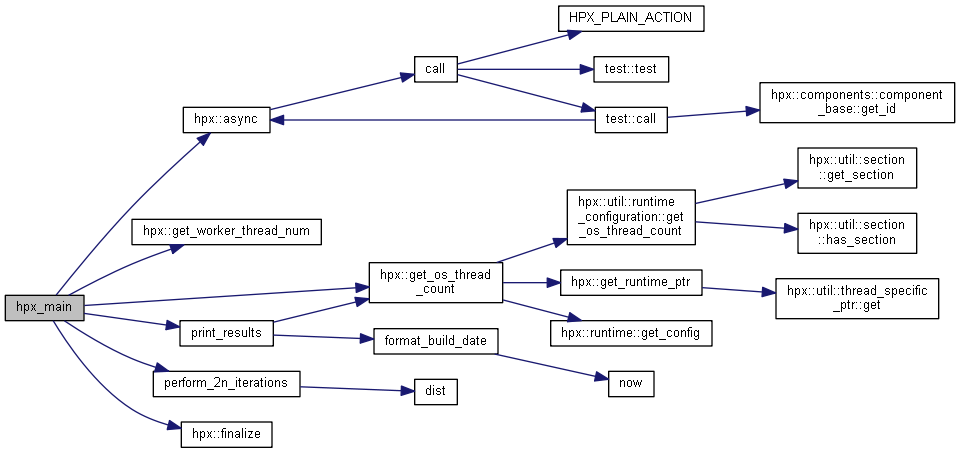 HPX_PLAIN_ACTION
call
test::test
hpx::components::component
_base::get_id
hpx::async
test::call
hpx::util::section
::get_section
hpx::util::runtime
_configuration::get
_os_thread_count
hpx::get_worker_thread_num
hpx::util::section
::has_section
hpx::get_os_thread
_count
hpx::get_runtime_ptr
hpx::util::thread_specific
_ptr::get
hpx_main
print_results
hpx::runtime::get_config
format_build_date
perform_2n_iterations
dist
now
hpx::finalize